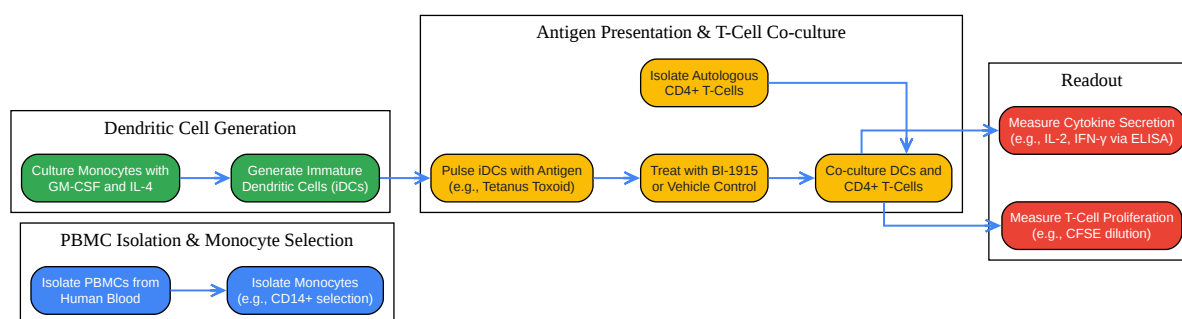 Antigen Presentation & T-Cell Co-culture
Isolate Autologous
CD4+ T-Cells
Readout
Dendritic Cell Generation
Measure Cytokine Secretion
(e.g., IL-2, IFN-γ via ELISA)
Culture Monocytes with
GM-CSF and IL-4
Generate Immature
Dendritic Cells (iDCs)
Pulse iDCs with Antigen
(e.g., Tetanus Toxoid)
Treat with BI-1915
or Vehicle Control
Co-culture DCs and
CD4+ T-Cells
Measure T-Cell Proliferation
(e.g., CFSE dilution)
PBMC Isolation & Monocyte Selection
Isolate PBMCs from
Human Blood
Isolate Monocytes
(e.g., CD14+ selection)